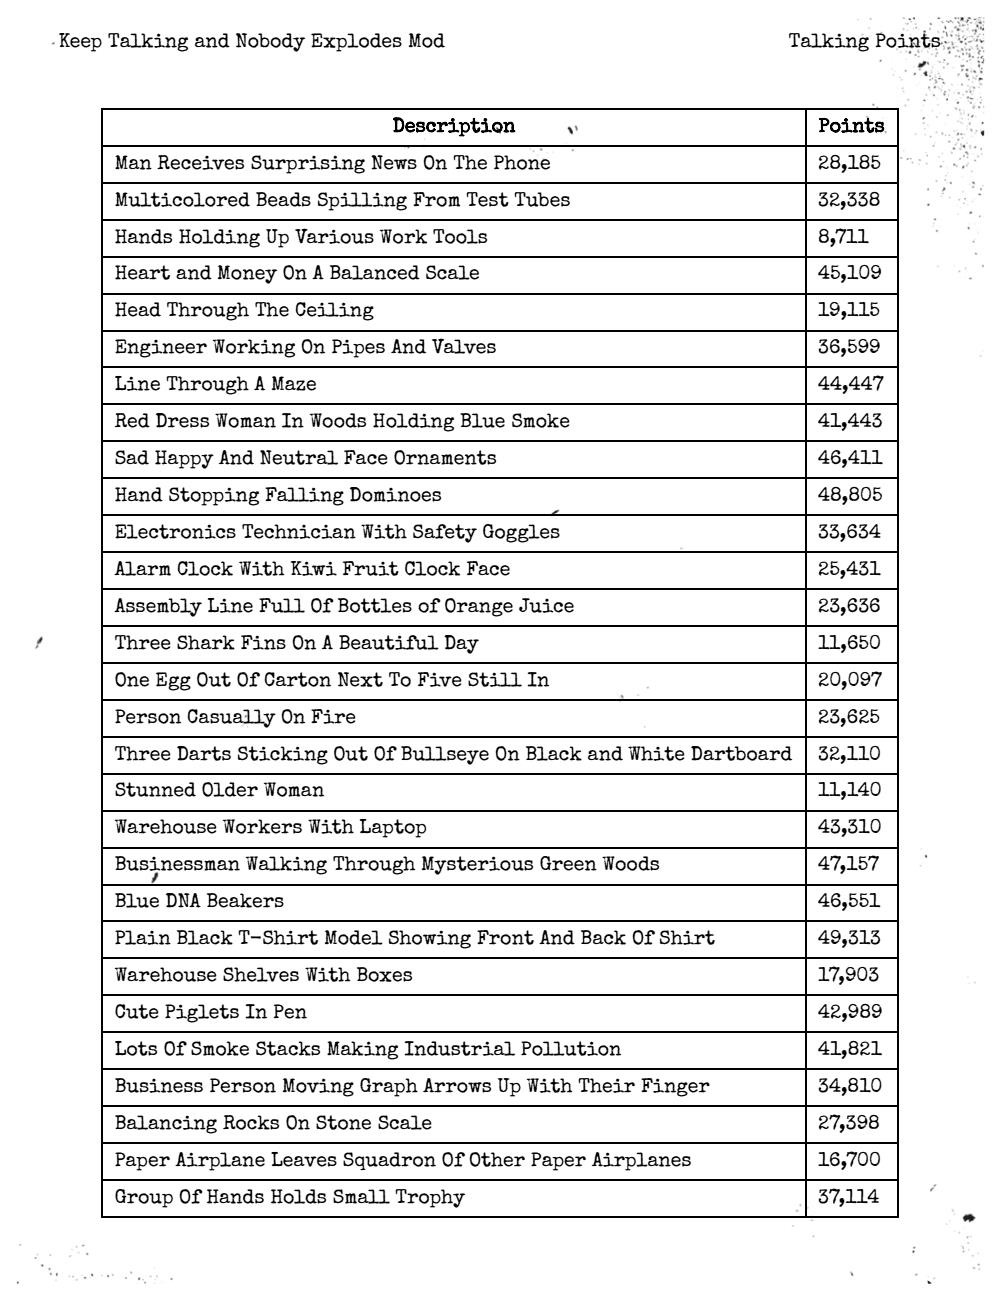 Keep Talking and Nobody Explodes Mod Talking Points
Description Points
Man Receives Surprising News On The Phone 28,185
Multicolored Beads Spilling From Test Tubes 32,338
Hands Holding Up Various Work Tools 8,711
Heart and Money On A Balanced Scale 45,109
Head Through The Ceiling 19,115
Engineer Working On Pipes And Valves 36,599
Line Through A Maze 44,447
Red Dress Woman In Woods Holding Blue Smoke 41,443
Sad Happy And Neutral Face Ornaments 46,411
Hand Stopping Falling Dominoes 48,805
Electronics Technician With Safety Goggles 33,634
Alarm Clock With Kiwi Fruit Clock Face 25,431
Assembly Line Full Of Bottles of Orange Juice 23,636
Three Shark Fins On A Beautiful Day 11,650
One Egg Out Of Carton Next To Five Still In 20,097
Person Casually On Fire 23,625
Three Darts Sticking Out Of Bullseye On Black and White Dartboard 32,110
Stunned Older Woman 11,140
Warehouse Workers With Laptop 43,310
Businessman Walking Through Mysterious Green Woods 47,157
Blue DNA Beakers 46,551
Plain Black T-Shirt Model Showing Front And Back Of Shirt 49,313
Warehouse Shelves With Boxes 17,903
Cute Piglets In Pen 42,989
Lots Of Smoke Stacks Making Industrial Pollution 41,821
Business Person Moving Graph Arrows Up With Their Finger 34,810
Balancing Rocks On Stone Scale 27,398
Paper Airplane Leaves Squadron Of Other Paper Airplanes 16,700
Group Of Hands Holds Small Trophy 37,114